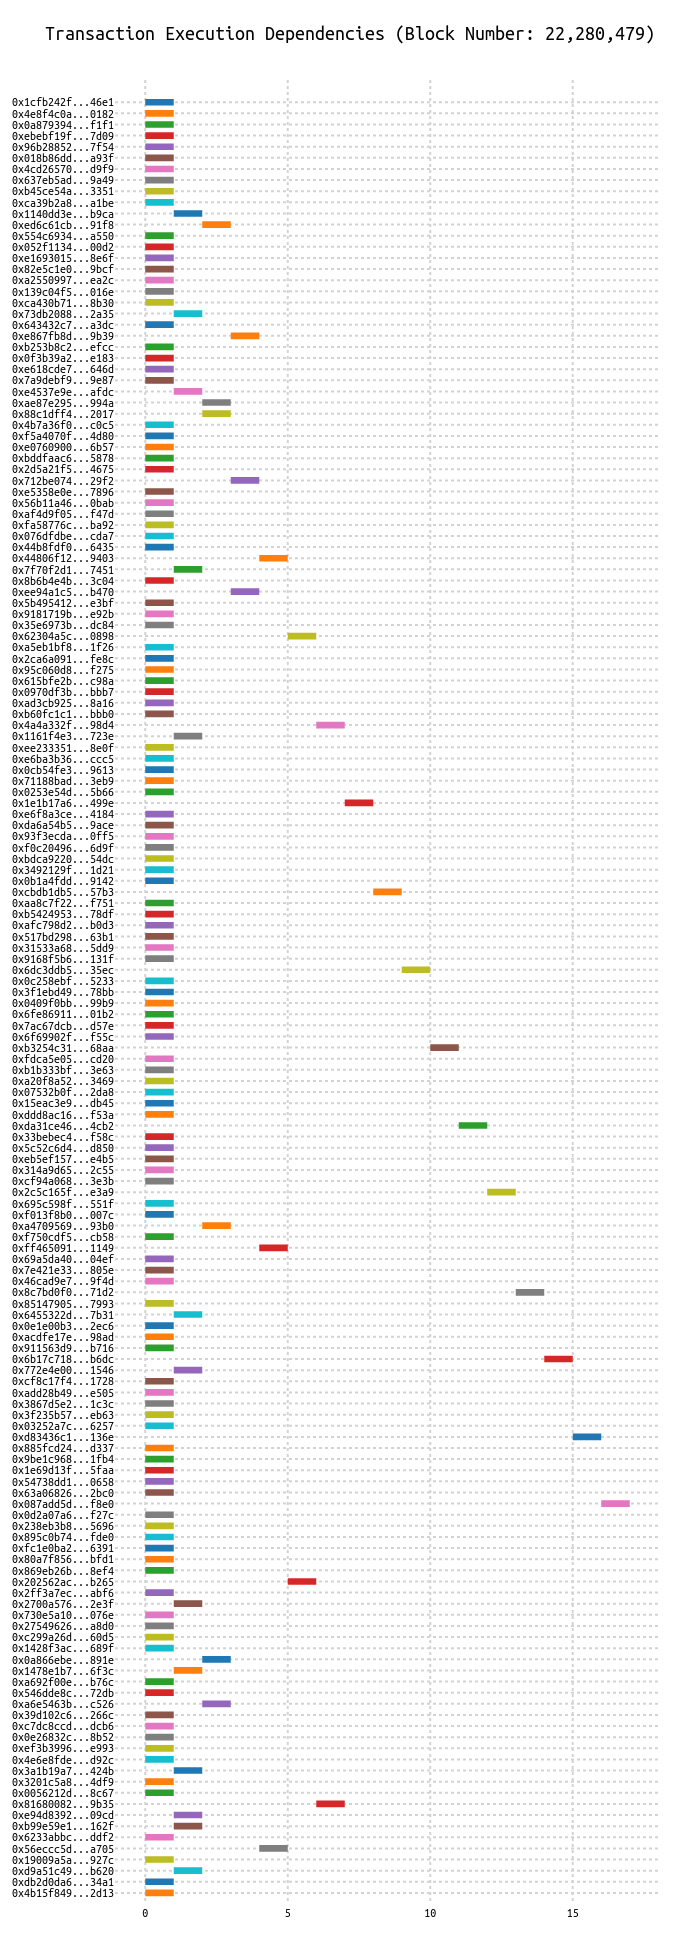 Transaction Execution Dependencies (Block Number: 22,280,479)
0x1cfb242f...46e1
0x4e8f4c0a...0182
0x0a879394...f1f1
0xebebf19f...7d09
0x96b28852...7f54
0x018b86dd...a93f
0x4cd26570...d9f9
0x637eb5ad...9a49
0xb45ce54a...3351
0xca39b2a8...a1be
0x1140dd3e...b9ca
0xed6c61cb...91f8
0x554c6934...a550
0x052f1134...00d2
0xe1693015...8e6f
0x82e5c1e0...9bcf
0xa2550997...ea2c
0x139c04f5...016e
0xca430b71...8b30
0x73db2088...2a35
0x643432c7...a3dc
0xe867fb8d...9b39
0xb253b8c2...efcc
0x0f3b39a2...e183
0xe618cde7...646d
0x7a9debf9...9e87
0xe4537e9e...afdc
0xae87e295...994a
0x88c1dff4...2017
0x4b7a36f0...c0c5
0xf5a4070f...4d80
0xe0760900...6b57
0xbddfaac6...5878
0x2d5a21f5...4675
0x712be074...29f2
0xe5358e0e...7896
0x56b11a46...0bab
0xaf4d9f05...f47d
0xfa58776c...ba92
0x076dfdbe...cda7
0x44b8fdf0...6435
0x44806f12...9403
0x7f70f2d1...7451
0x8b6b4e4b...3c04
0xee94a1c5...b470
0x5b495412...e3bf
0x9181719b...e92b
0x35e6973b...dc84
0x62304a5c...0898
0xa5eb1bf8...1f26
0x2ca6a091...fe8c
0x95c060d8...f275
0x615bfe2b...c98a
0x0970df3b...bbb7
0xad3cb925...8a16
0xb60fc1c1...bbb0
0x4a4a332f...98d4
0x1161f4e3...723e
0xee233351...8e0f
0xe6ba3b36...ccc5
0x0cb54fe3...9613
0x71188bad...3eb9
0x0253e54d...5b66
0x1e1b17a6...499e
0xe6f8a3ce...4184
0xda6a54b5...9ace
0x93f3ecda...0ff5
0xf0c20496...6d9f
0xbdca9220...54dc
0x3492129f...1d21
0x0b1a4fdd...9142
0xcbdb1db5...57b3
0xaa8c7f22...f751
0xb5424953...78df
0xafc798d2...b0d3
0x517bd298...63b1
0x31533a68...5dd9
0x9168f5b6...131f
0x6dc3ddb5...35ec
0x0c258ebf...5233
0x3f1ebd49...78bb
0x0409f0bb...99b9
0x6fe86911...01b2
0x7ac67dcb...d57e
0x6f69902f...f55c
0xb3254c31...68aa
0xfdca5e05...cd20
0xb1b333bf...3e63
0xa20f8a52...3469
0x07532b0f...2da8
0x15eac3e9...db45
0xddd8ac16...f53a
0xda31ce46...4cb2
0x33bebec4...f58c
0x5c52c6d4...d850
0xeb5ef157...e4b5
0x314a9d65...2c55
0xcf94a068...3e3b
0x2c5c165f...e3a9
0x695c598f...551f
0xf013f8b0...007c
0xa4709569...93b0
0xf750cdf5...cb58
0xff465091...1149
0x69a5da40...04ef
0x7e421e33...805e
0x46cad9e7...9f4d
0x8c7bd0f0...71d2
0x85147905...7993
0x6455322d...7b31
0x0e1e00b3...2ec6
0xacdfe17e...98ad
0x911563d9...b716
0x6b17c718...b6dc
0x772e4e00...1546
0xcf8c17f4...1728
0xadd28b49...e505
0x3867d5e2...1c3c
0x3f235b57...eb63
0x03252a7c...6257
0xd83436c1...136e
0x885fcd24...d337
0x9be1c968...1fb4
0x1e69d13f...5faa
0x54738dd1...0658
0x63a06826...2bc0
0x087add5d...f8e0
0x0d2a07a6...f27c
0x238eb3b8...5696
0x895c0b74...fde0
0xfc1e0ba2...6391
0x80a7f856...bfd1
0x869eb26b...8ef4
0x202562ac...b265
0x2ff3a7ec...abf6
0x2700a576...2e3f
0x730e5a10...076e
0x27549626...a8d0
0xc299a26d...60d5
0x1428f3ac...689f
0x0a866ebe...891e
0x1478e1b7...6f3c
0xa692f00e...b76c
0x546dde8c...72db
0xa6e5463b...c526
0x39d102c6...266c
0xc7dc8ccd...dcb6
0x0e26832c...8b52
0xef3b3996...e993
0x4e6e8fde...d92c
0x3a1b19a7...424b
0x3201c5a8...4df9
0x0056212d...8c67
0x81680082...9b35
0xe94d8392...09cd
0xb99e59e1...162f
0x6233abbc...ddf2
0x56eccc5d...a705
0x19009a5a...927c
0xd9a51c49...b620
0xdb2d0da6...34a1
0x4b15f849...2d13
0 5 10 15